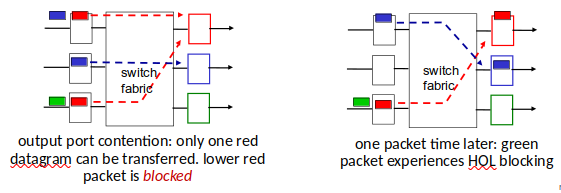 switch
fabric
output port contention: only one red
datagram can be transferred. lower red
packet is blocked
switch
fabric
one packet time later: green
packet experiences HOL blocking